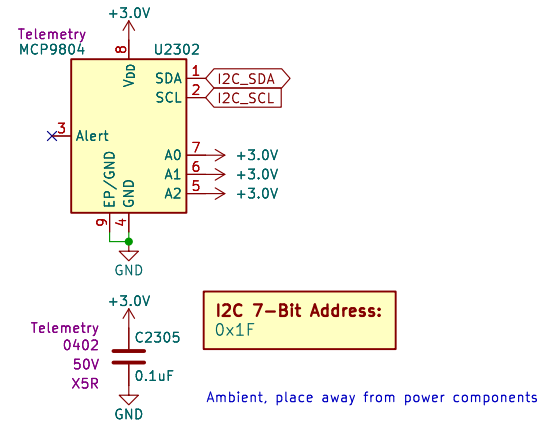 +3.0V
Telemetry
MCP9804
U2302
8
VDD
SDA
1
I2C_SDA
SCL
2
I2C_SCL
3
Alert
A0
7
+3.0V
A1
6
+3.0V
A2
5
+3.0V
EP/GND
GND
9
4
GND
+3.0V
Telemetry
0402
50V
X5R
C2305
0.1uF
GND
I2C 7-Bit Address:
0x1F
Ambient, place away from power components